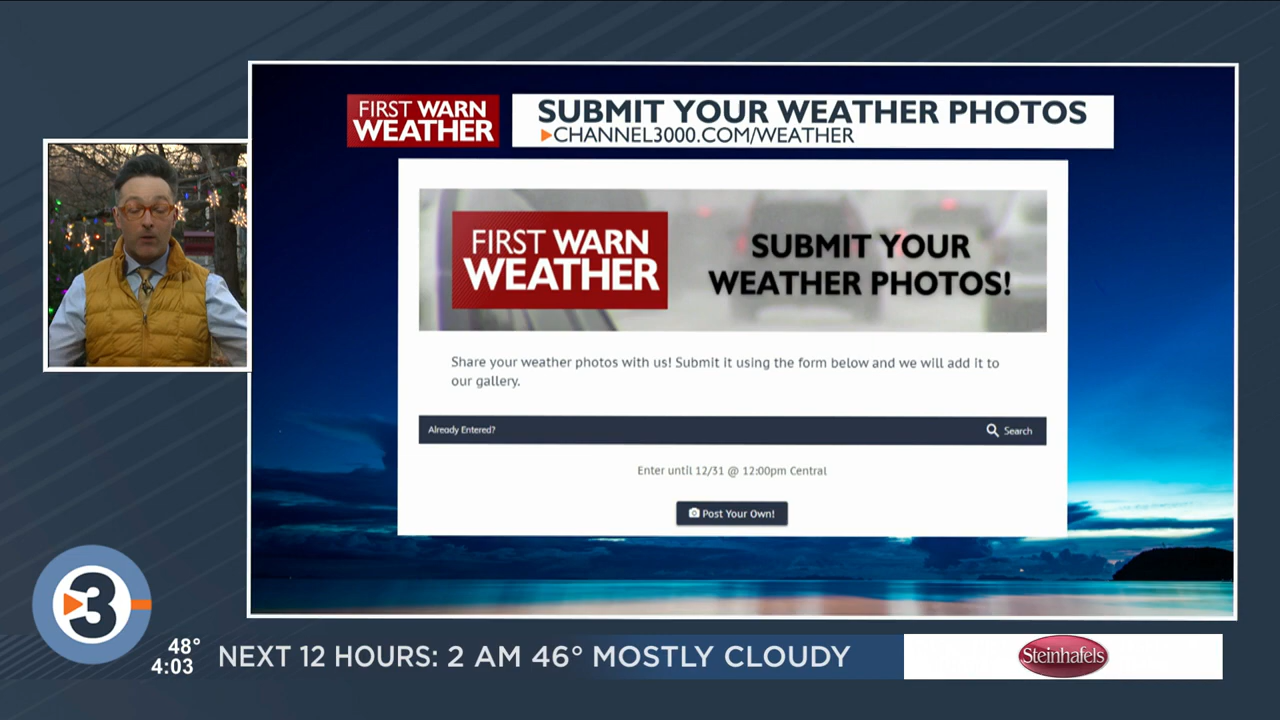 FIRST WARN
WEATHER
SUBMIT YOUR WEATHER PHOTOS
CHANNEL3000.COM/WEATHER
FIRST WARN
WEATHER
SUBMIT YOUR
WEATHER PHOTOS!
Share your weather photos with us! Submit it using the form below and we will add it to
our gallery.
Already Entered?
Search
Enter until 12/31 @ 12:00pm Central
Post Your Own!
3
48°
4:03
NEXT 12 HOURS: 2 AM 46° MOSTLY CLOUDY
Steinhafels